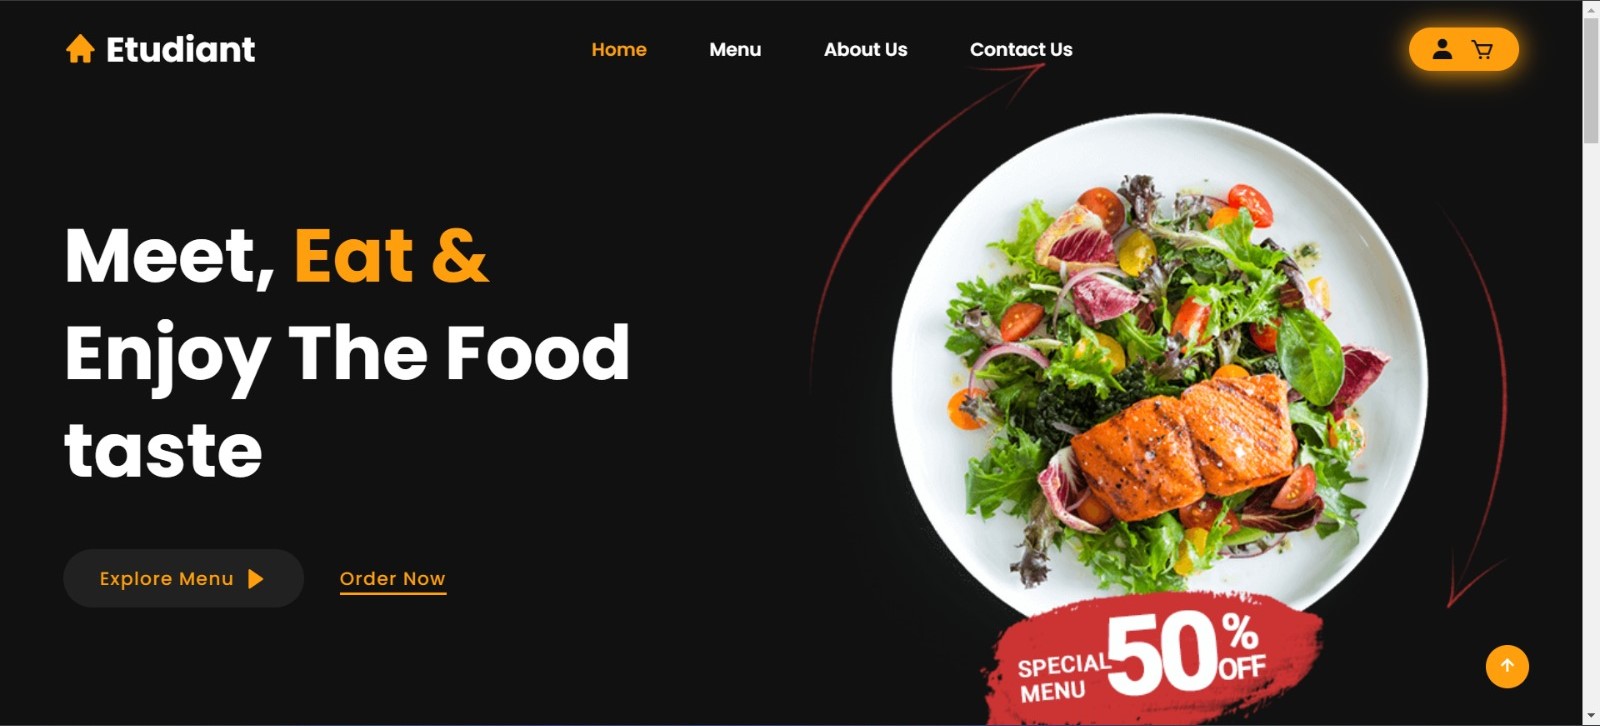 Etudiant
Home
Menu
About Us
Contact Us
Meet, Eat &
Enjoy The Food
taste
Explore Menu
Order Now
SPECIAL
MENU
50%
OFF